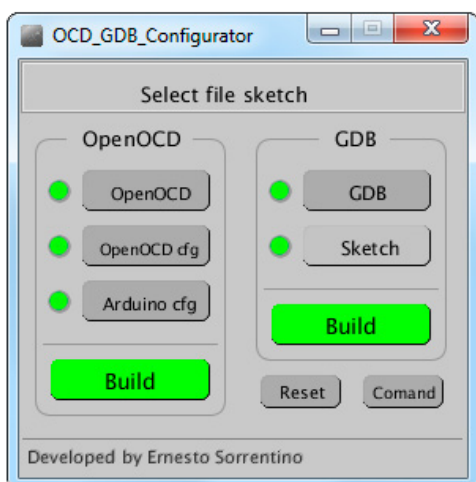 OCD_GDB_Configurator
Select file sketch
OpenOCD
OpenOCD
OpenOCD cfg
Arduino cfg
Build
GDB
GDB
Sketch
Build
Reset
Comand
Developed by Ernesto Sorrentino